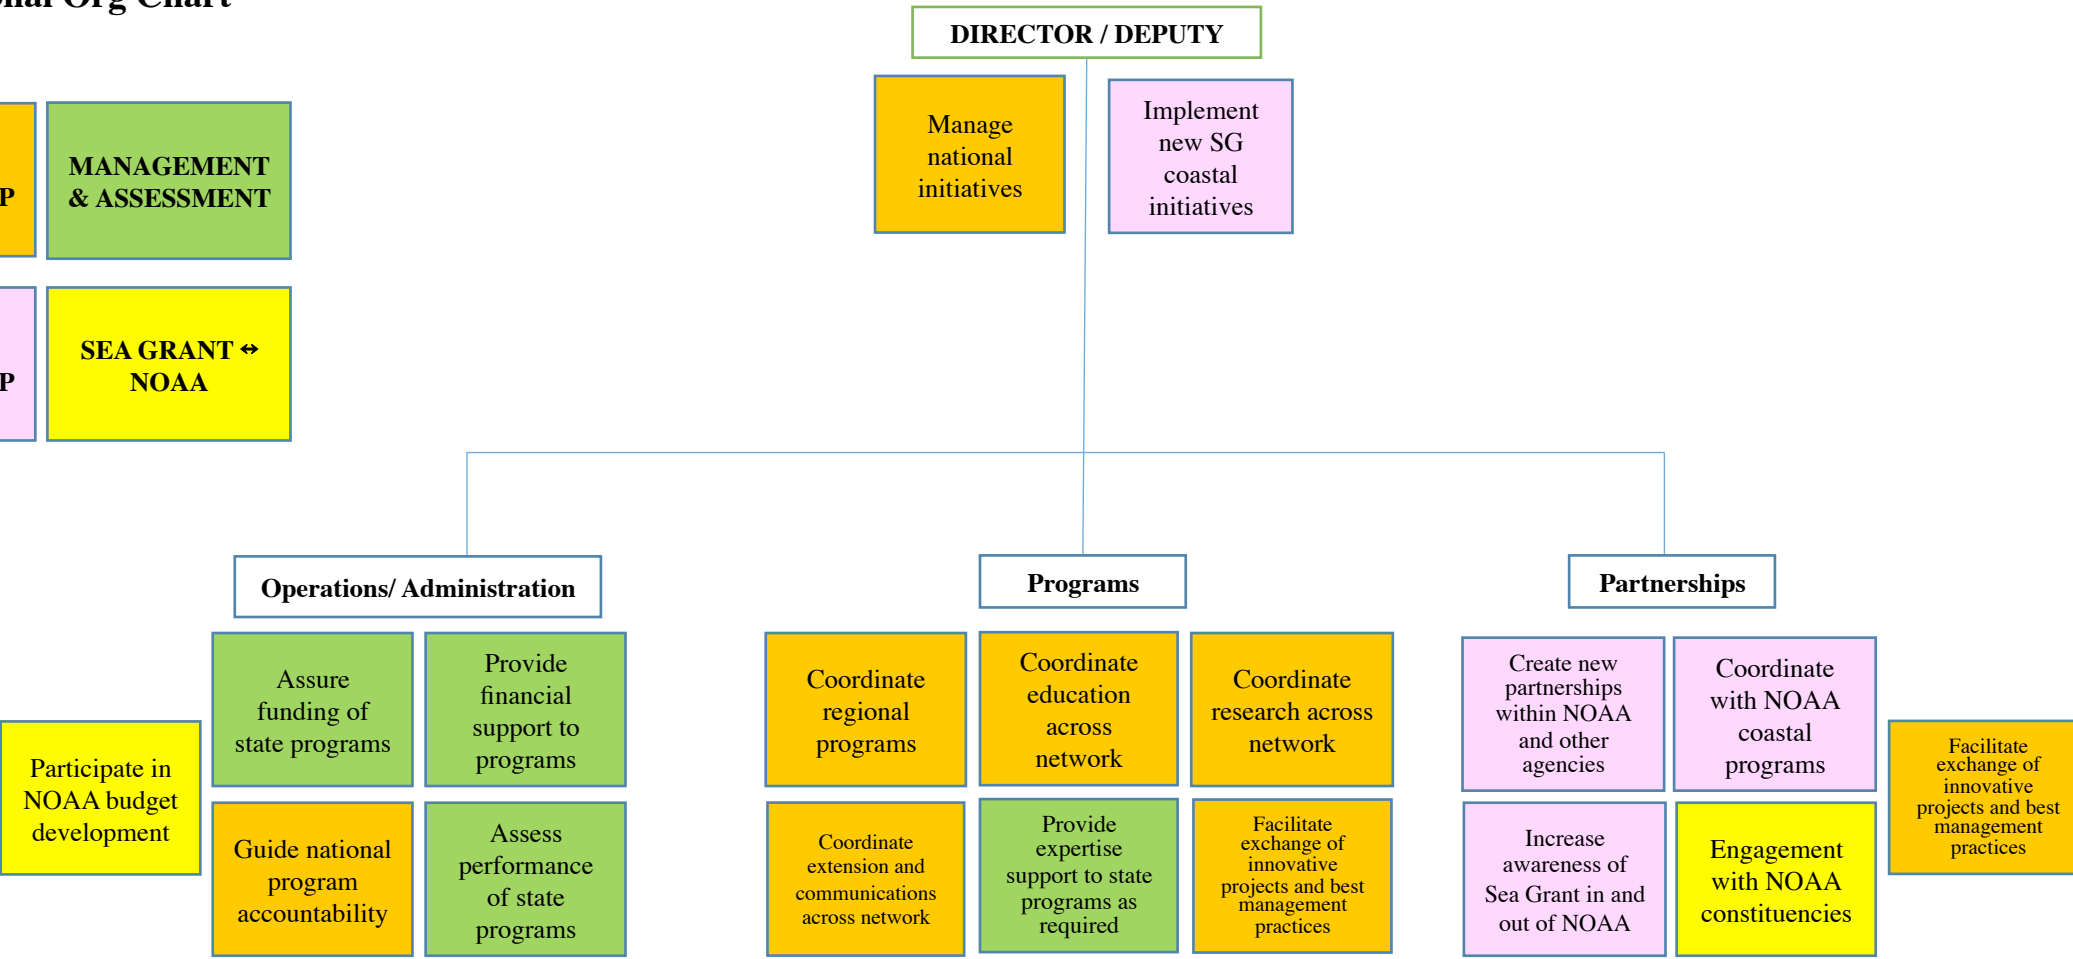 Org Chart
DIRECTOR / DEPUTY
Manage
national
initiatives
Implement
new SG
coastal
initiatives
P
MANAGEMENT
& ASSESSMENT
P
SEA GRANT ↔
NOAA
Operations/ Administration
Programs
Partnerships
Participate in
NOAA budget
development
Assure
funding of
state programs
Provide
financial
support to
programs
Guide national
program
accountability
Assess
performance
of state
programs
Coordinate
regional
programs
Coordinate
education
across
network
Coordinate
research across
network
Coordinate
extension and
communications
across network
Provide
expertise
support to state
programs as
required
Facilitate
exchange of
innovative
projects and best
management
practices
Create new
partnerships
within NOAA
and other
agencies
Coordinate
with NOAA
coastal
programs
Increase
awareness of
Sea Grant in and
out of NOAA
Engagement
with NOAA
constituencies
Facilitate
exchange of
innovative
projects and best
management
practices